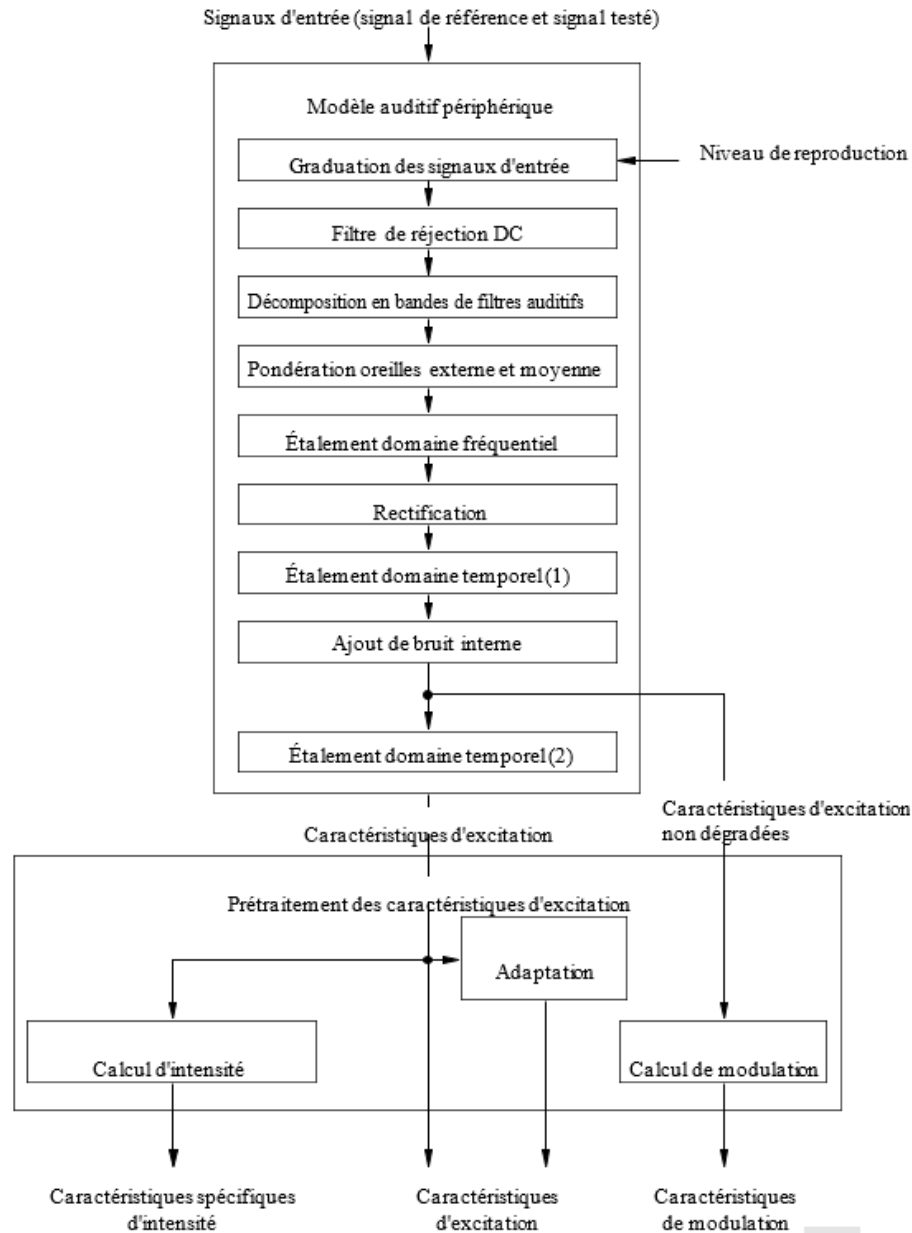 Signaux d'entrée (signal de référence et signal testé)
Modèle auditif périphérique
Graduation des signaux d'entrée
Niveau de reproduction
Filtre de réjection DC
Décomposition en bandes de filtres auditifs
Pondération oreilles externe et moyenne
Étalement domaine fréquentiel
Rectification
Étalement domaine temporel (1)
Ajout de bruit interne
Étalement domaine temporel (2)
Caractéristiques d'excitation
non dégradées
Caractéristiques d'excitation
Prétraitement des caractéristiques d'excitation
Adaptation
Calcul d'intensité
Calcul de modulation
Caractéristiques spécifiques
d'intensité
Caractéristiques
d'excitation
Caractéristiques
de modulation